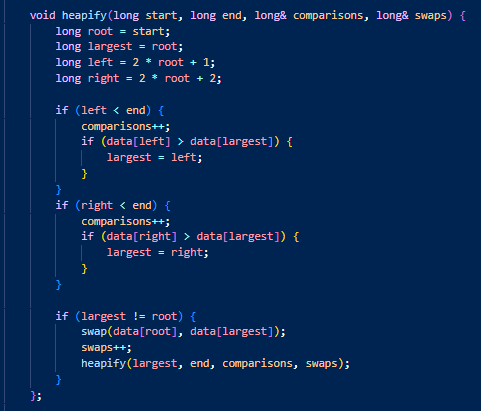 void heapify(long start, long end, long& comparisons, long& swaps) {
    long root = start;
    long largest = root;
    long left = 2 * root + 1;
    long right = 2 * root + 2;

    if (left < end) {
        comparisons++;
        if (data[left] > data[largest]) {
            largest = left;
        }
    }
    if (right < end) {
        comparisons++;
        if (data[right] > data[largest]) {
            largest = right;
        }
    }

    if (largest != root) {
        swap(data[root], data[largest]);
        swaps++;
        heapify(largest, end, comparisons, swaps);
    }
};